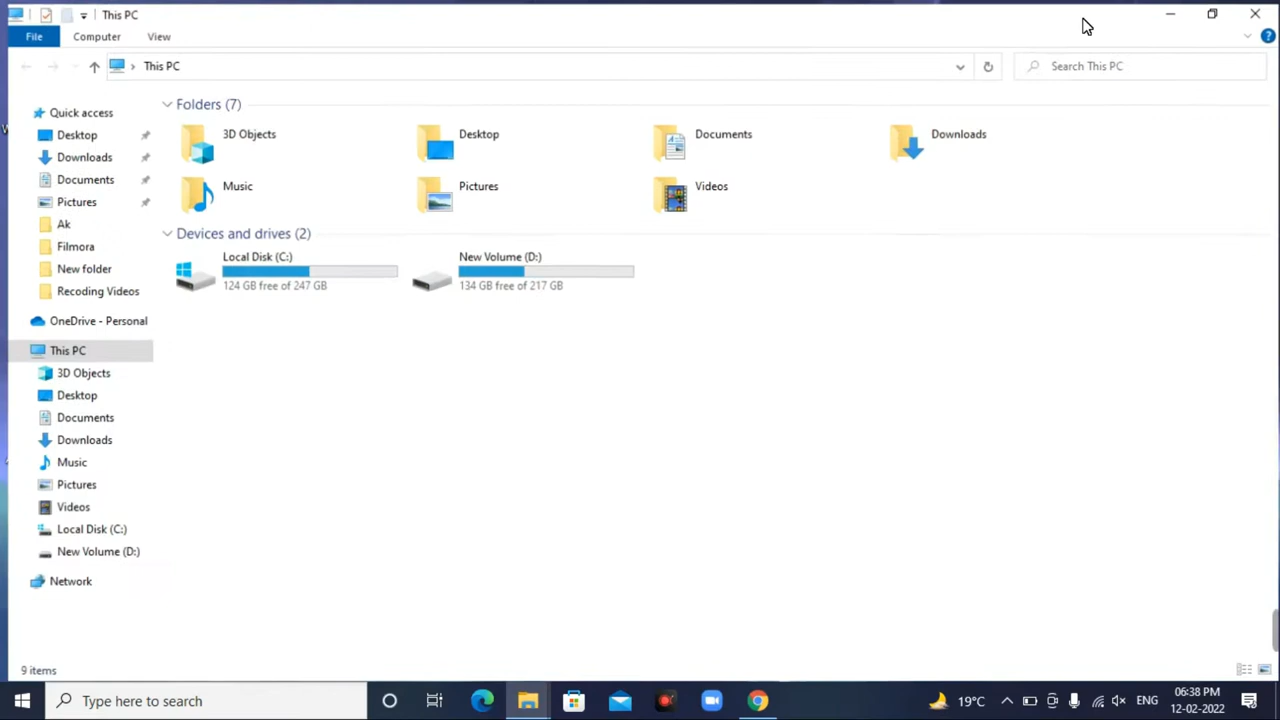 This PC
File Computer View
This PC Search This PC
Quick access
Desktop
Downloads
Documents
Pictures
Ak
Filmora
New folder
Recoding Videos
OneDrive - Personal
This PC
3D Objects
Desktop
Documents
Downloads
Music
Pictures
Videos
Local Disk (C:)
New Volume (D:)
Network
Folders (7)
3D Objects Desktop Documents Downloads
Music Pictures Videos
Devices and drives (2)
Local Disk (C:) New Volume (D:)
124 GB free of 247 GB 134 GB free of 217 GB
9 items
Type here to search 19°C ENG 06:38 PM
12-02-2022